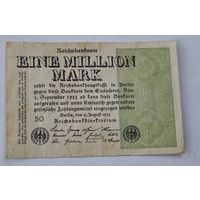 Reichsbanknote
EINE MILLION
MARK
zahlt die Reichsbankhauptkasse in Berlin
gegen diese Banknote dem Einlieferer. Vom
1. September 1923 ab kann diese Banknote
aufgerufen und unter Umtausch gegen andere
gesetzliche Zahlungsmittel eingezogen werden
Berlin, den 9. August 1923
SO
Reichsbankdirektorium